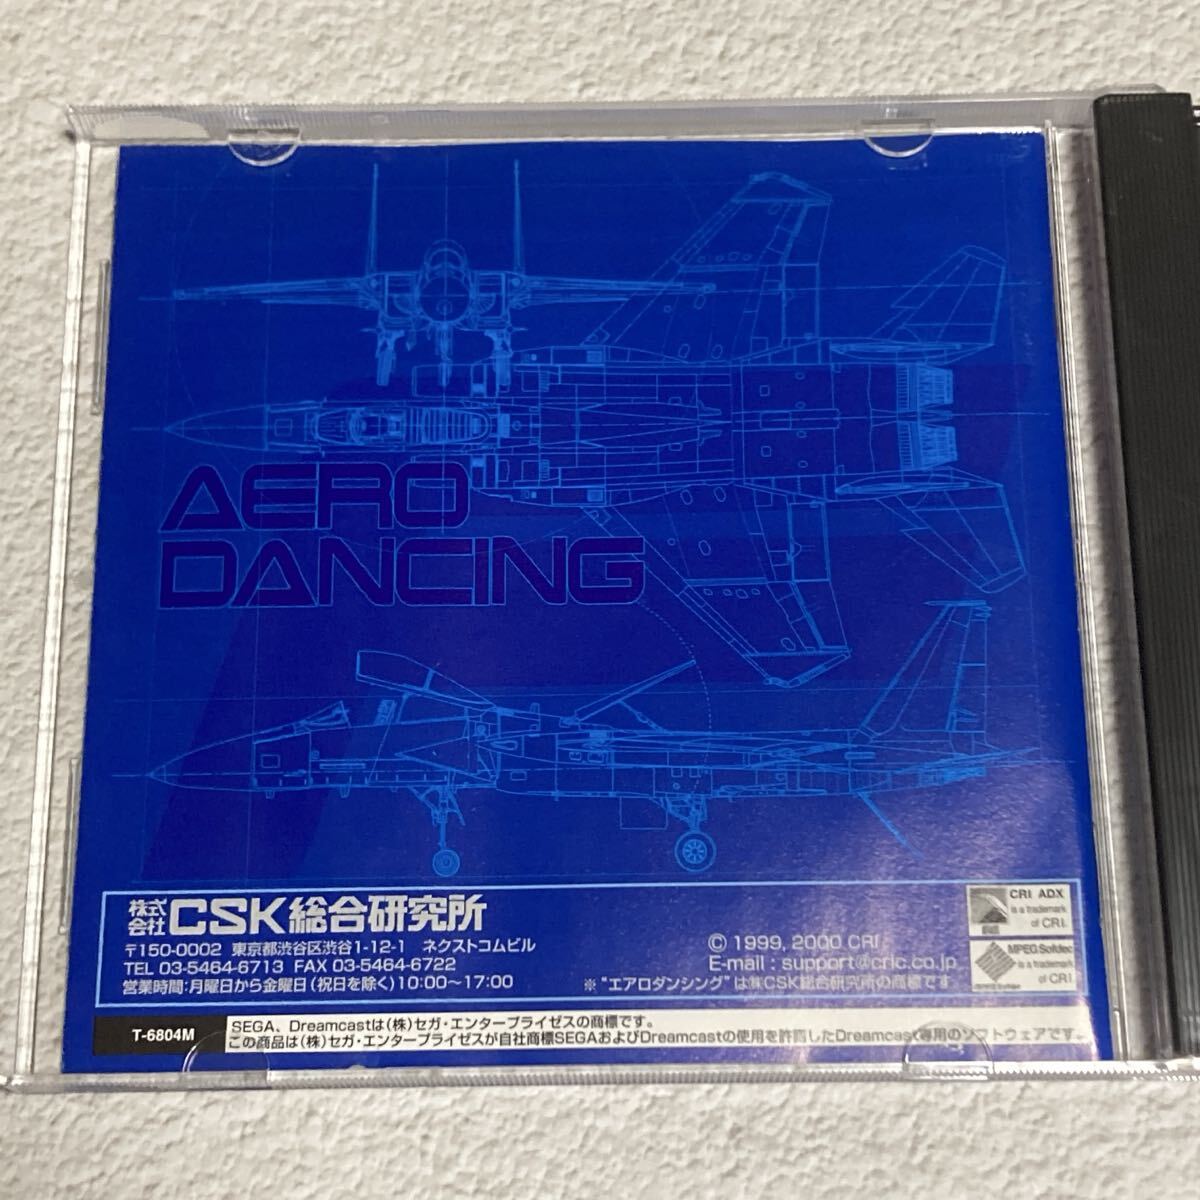 AERO
DANCING
株式会社 CSK総合研究所
〒150-0002 東京都渋谷区渋谷1-12-1 ネクストコムビル
TEL 03-5464-6713 FAX 03-5464-6722
営業時間:月曜日から金曜日(祝日を除く)10:00〜17:00
© 1999, 2000 CRI
E-mail : support@cric.co.jp
※ “エアロダンシング”は㈱CSK総合研究所の商標です
CRI ADX
is a trademark
of CRI.
MPEG Sofdec
is a trademark
of CRI.
T-6804M
SEGA、Dreamcastは(株)セガ・エンタープライゼスの商標です。
この商品は(株)セガ・エンタープライゼスが自社商標SEGAおよびDreamcastの使用を許諾したDreamcast専用のソフトウェアです。